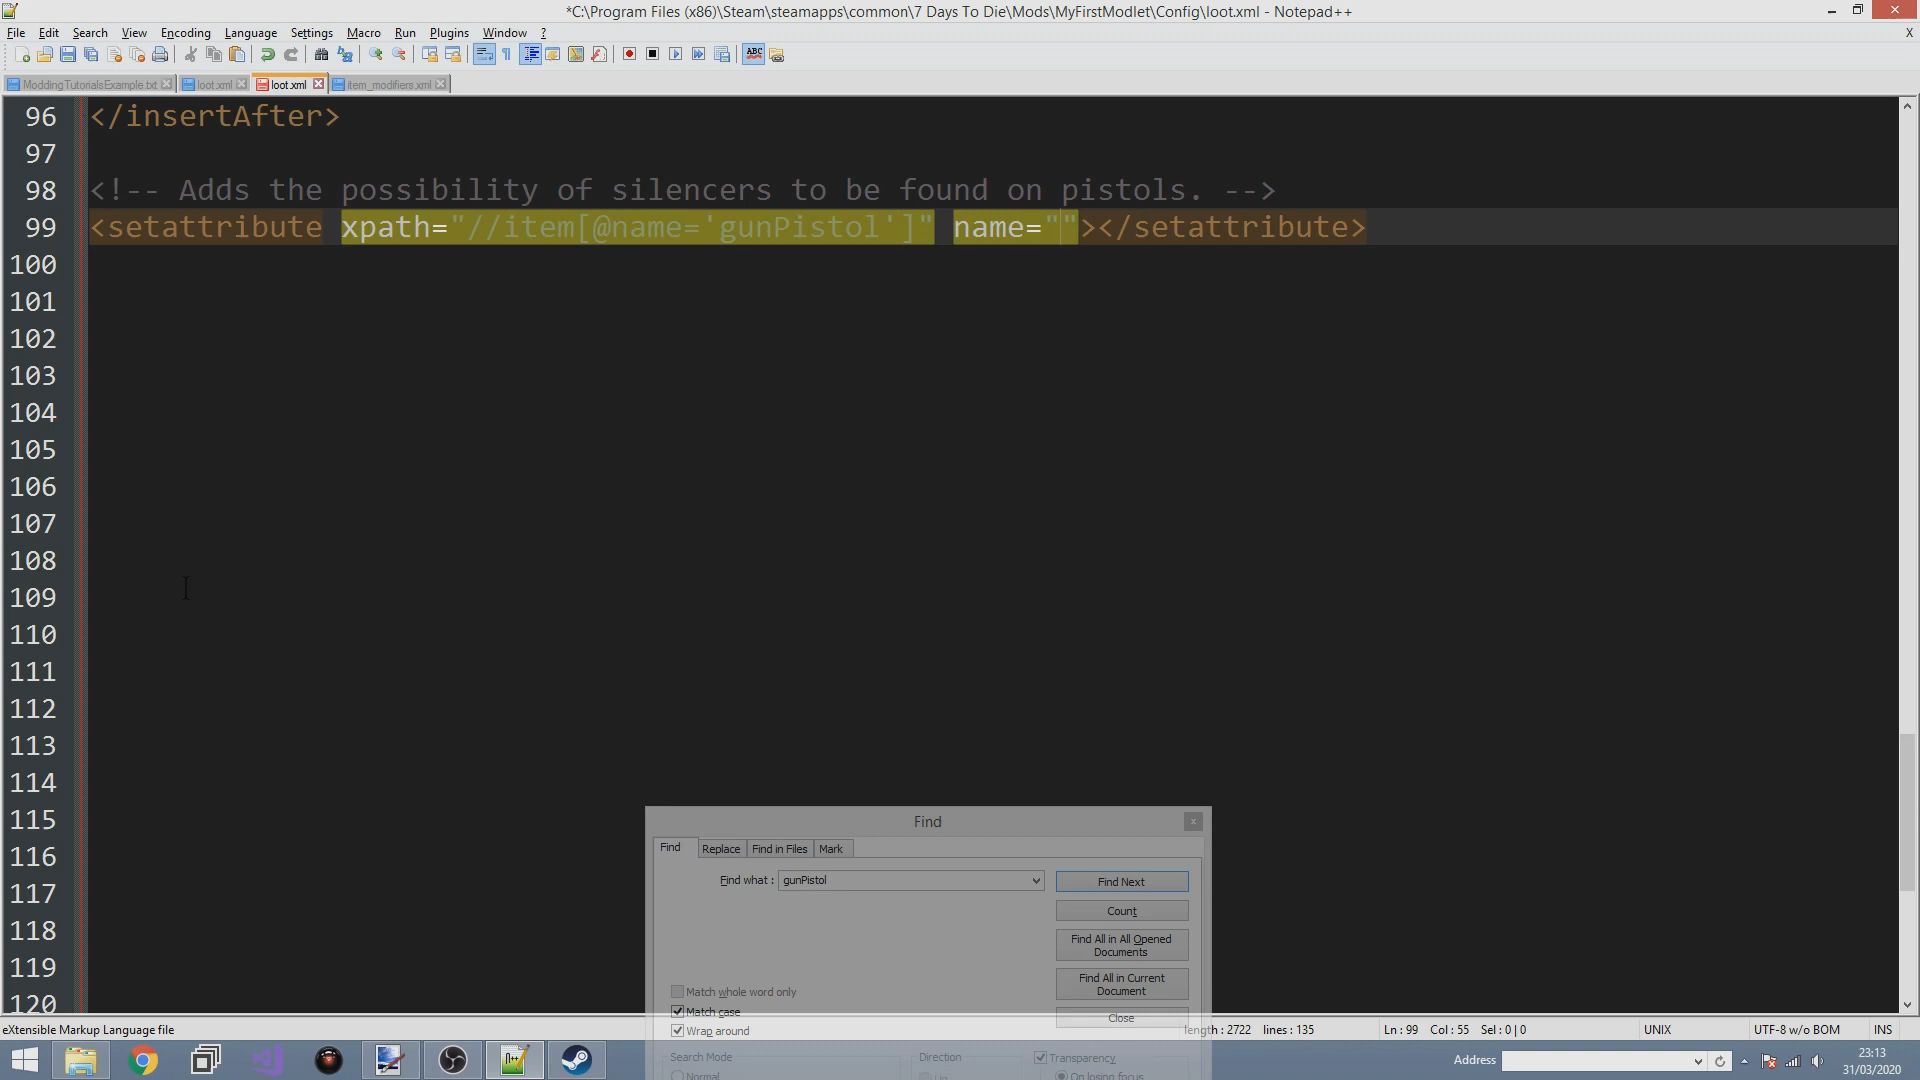 *C:\Program Files (x86)\Steam\steamapps\common\7 Days To Die\Mods\MyFirstModlet\Config\loot.xml - Notepad++
File Edit Search View Encoding Language Settings Macro Run Plugins Window ? X
ModdingTutorialsExample.txt loot.xml loot.xml item_modifiers.xml
96 </insertAfter>
97
98 <!-- Adds the possibility of silencers to be found on pistols. -->
99 <setattribute xpath="//item[@name='gunPistol']" name=""></setattribute>
100
101
102
103
104
105
106
107
108
109
110
111
112
113
114
115
116
117
118
119
120
Find
Find Replace Find in Files Mark
Find what : gunPistol
Find Next
Count
Find All in All Opened
Documents
Find All in Current
Document
Close
Match whole word only
Match case
Wrap around
Search Mode
Normal
Direction
Up
Transparency
On losing focus
eXtensible Markup Language file length : 2722 lines : 135 Ln : 99 Col : 55 Sel : 0 | 0 UNIX UTF-8 w/o BOM INS
Address
23:13
31/03/2020